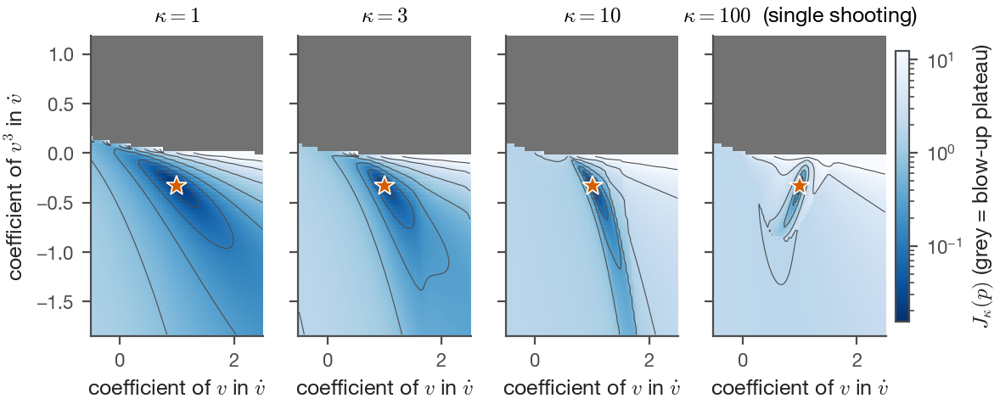 κ = 1
κ = 3
κ = 10
κ = 100 (single shooting)
coefficient of v³ in v̇
1.0
0.5
0.0
−0.5
−1.0
−1.5
0 2
0 2
0 2
0 2
coefficient of v in v̇
coefficient of v in v̇
coefficient of v in v̇
coefficient of v in v̇
10¹
10⁰
10⁻¹
J_κ(p) (grey = blow-up plateau)